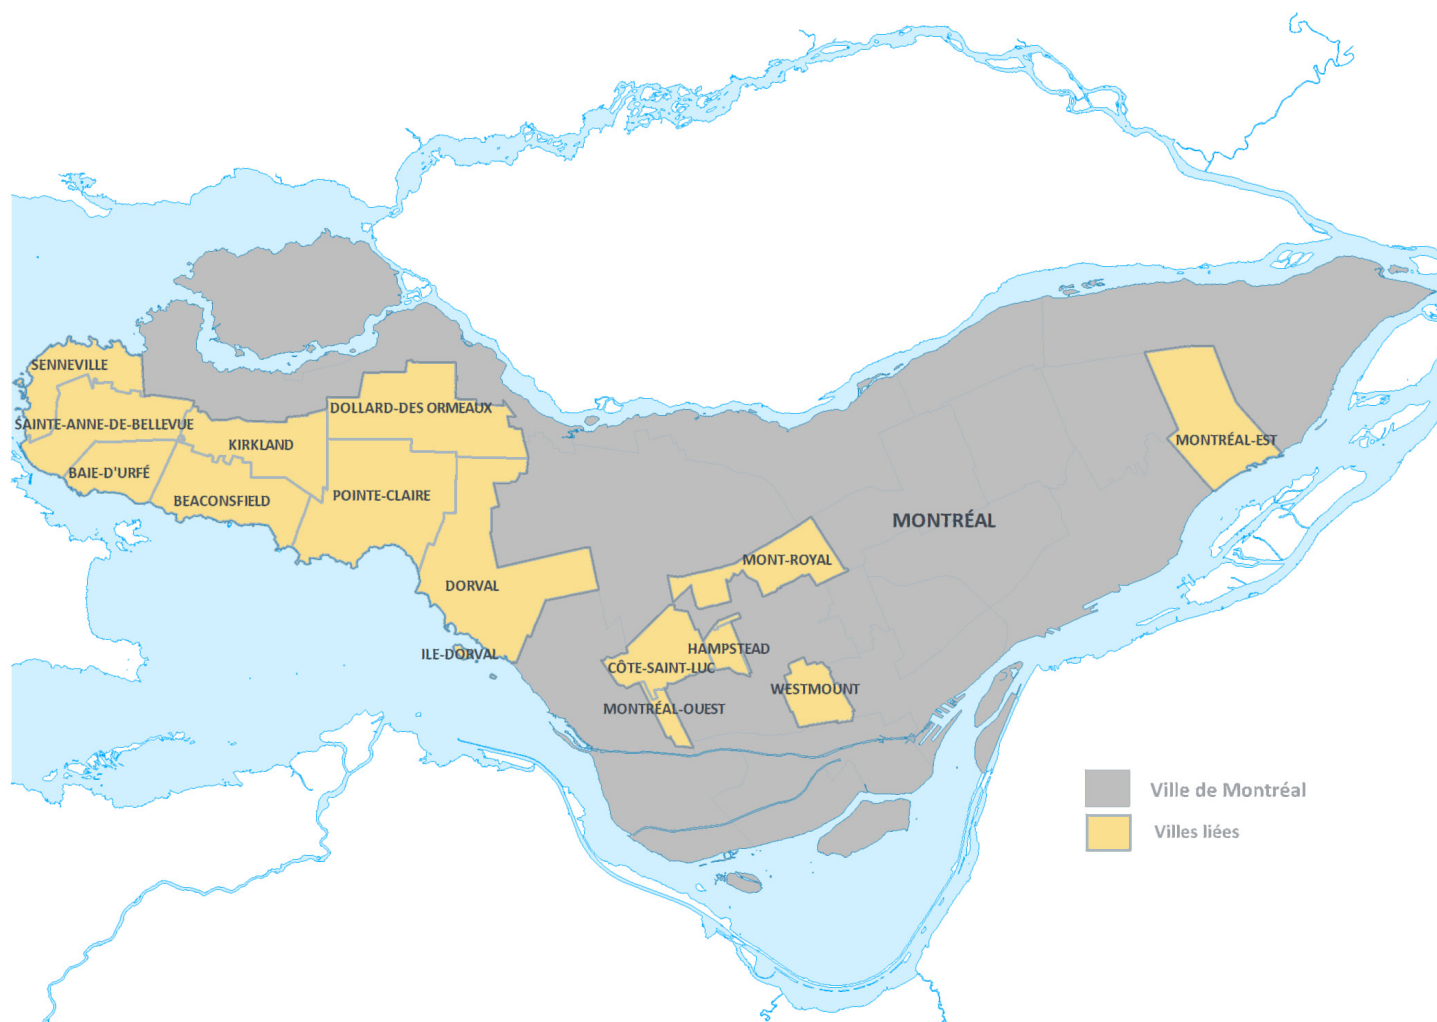 SENNEVILLE
DOLLARD-DES ORMEAUX
SAINTE-ANNE-DE-BELLEVUE
KIRKLAND
MONTRÉAL-EST
BAIE-D'URFÉ
BEACONSFIELD
POINTE-CLAIRE
MONTRÉAL
MONT-ROYAL
DORVAL
HAMPSTEAD
ILE-DORVAL
CÔTE-SAINT-LUC
WESTMOUNT
MONTRÉAL-OUEST
Ville de Montréal
Villes liées